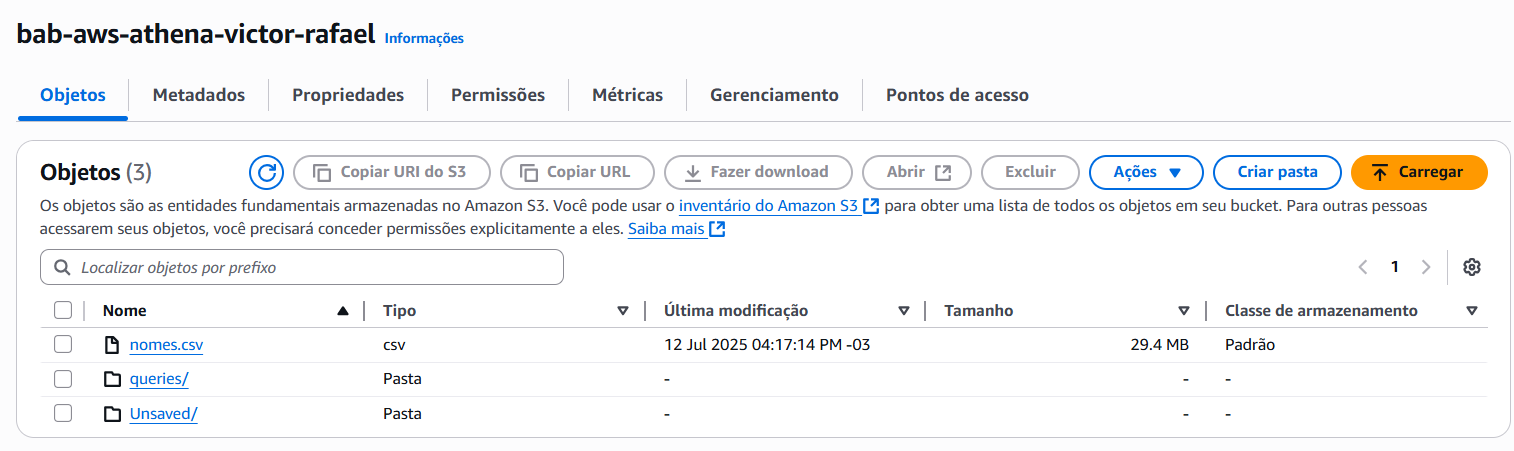 bab-aws-athena-victor-rafael Informações
Objetos Metadados Propriedades Permissões Métricas Gerenciamento Pontos de acesso
Objetos (3) Copiar URI do S3 Copiar URL Fazer download Abrir Excluir Ações Criar pasta Carregar
Os objetos são as entidades fundamentais armazenadas no Amazon S3. Você pode usar o inventário do Amazon S3 para obter uma lista de todos os objetos em seu bucket. Para outras pessoas
acessarem seus objetos, você precisará conceder permissões explicitamente a eles. Saiba mais
Localizar objetos por prefixo 1
Nome Tipo Última modificação Tamanho Classe de armazenamento
nomes.csv csv 12 Jul 2025 04:17:14 PM -03 29.4 MB Padrão
queries/ Pasta - - -
Unsaved/ Pasta - - -